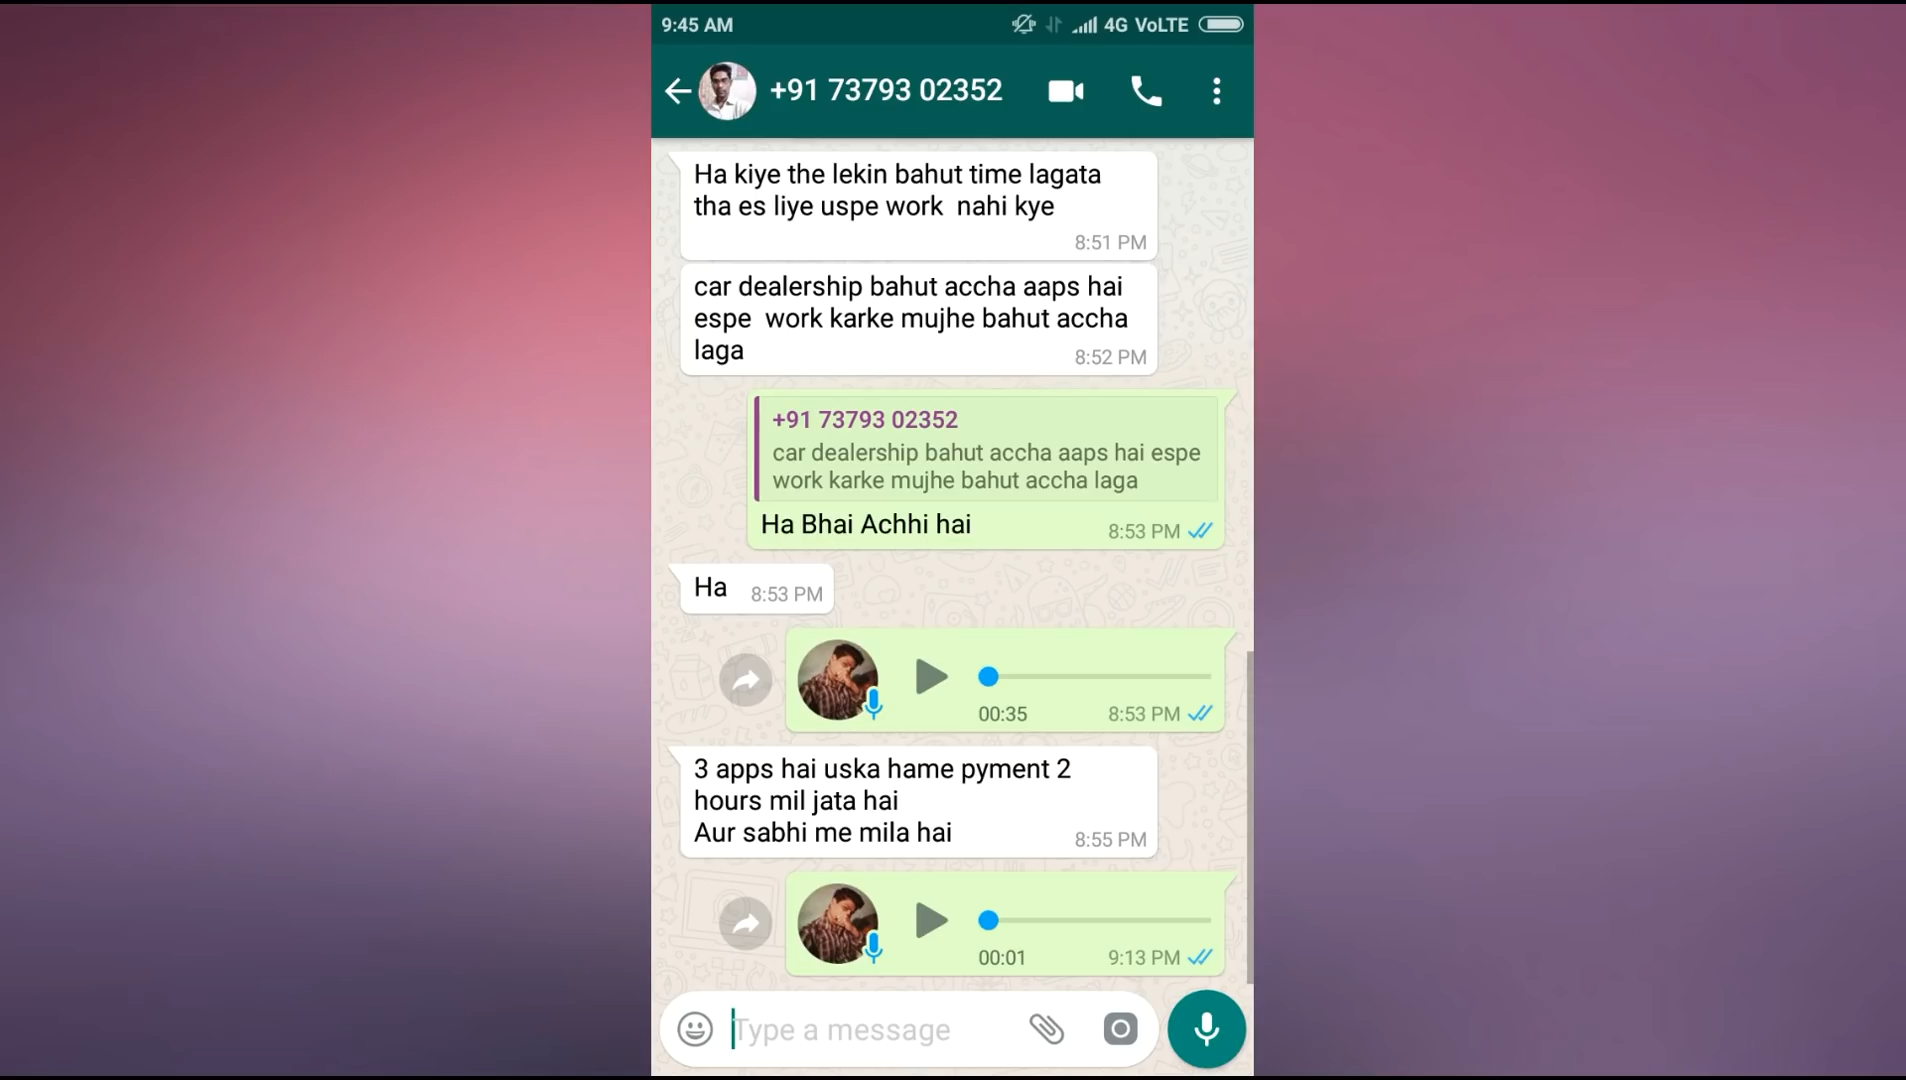 9:45 AM
4G VoLTE
+91 73793 02352
Ha kiye the lekin bahut time lagata
tha es liye uspe work  nahi kye
8:51 PM
car dealership bahut accha aaps hai
espe  work karke mujhe bahut accha
laga
8:52 PM
+91 73793 02352
car dealership bahut accha aaps hai espe
work karke mujhe bahut accha laga
Ha Bhai Achhi hai
8:53 PM
Ha
8:53 PM
00:35
8:53 PM
3 apps hai uska hame pyment 2
hours mil jata hai
Aur sabhi me mila hai
8:55 PM
00:01
9:13 PM
Type a message